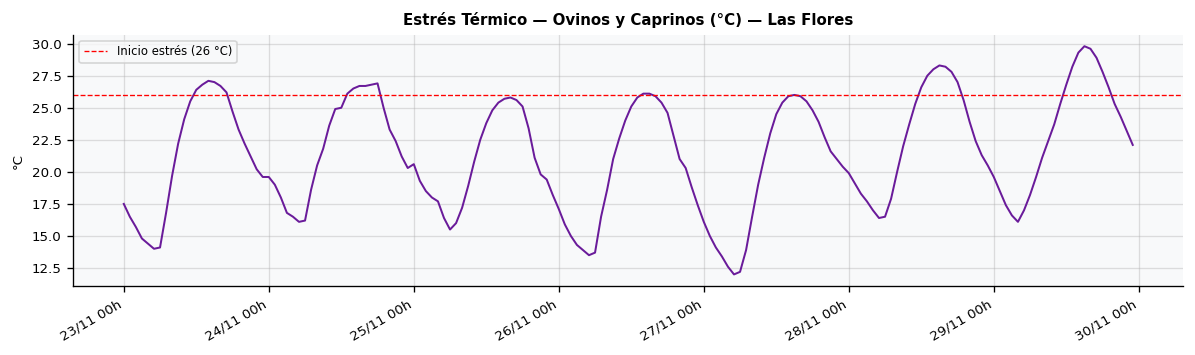 Estrés Térmico — Ovinos y Caprinos (°C) — Las Flores
Inicio estrés (26 °C)
°C
30.0
27.5
25.0
22.5
20.0
17.5
15.0
12.5
23/11 00h
24/11 00h
25/11 00h
26/11 00h
27/11 00h
28/11 00h
29/11 00h
30/11 00h